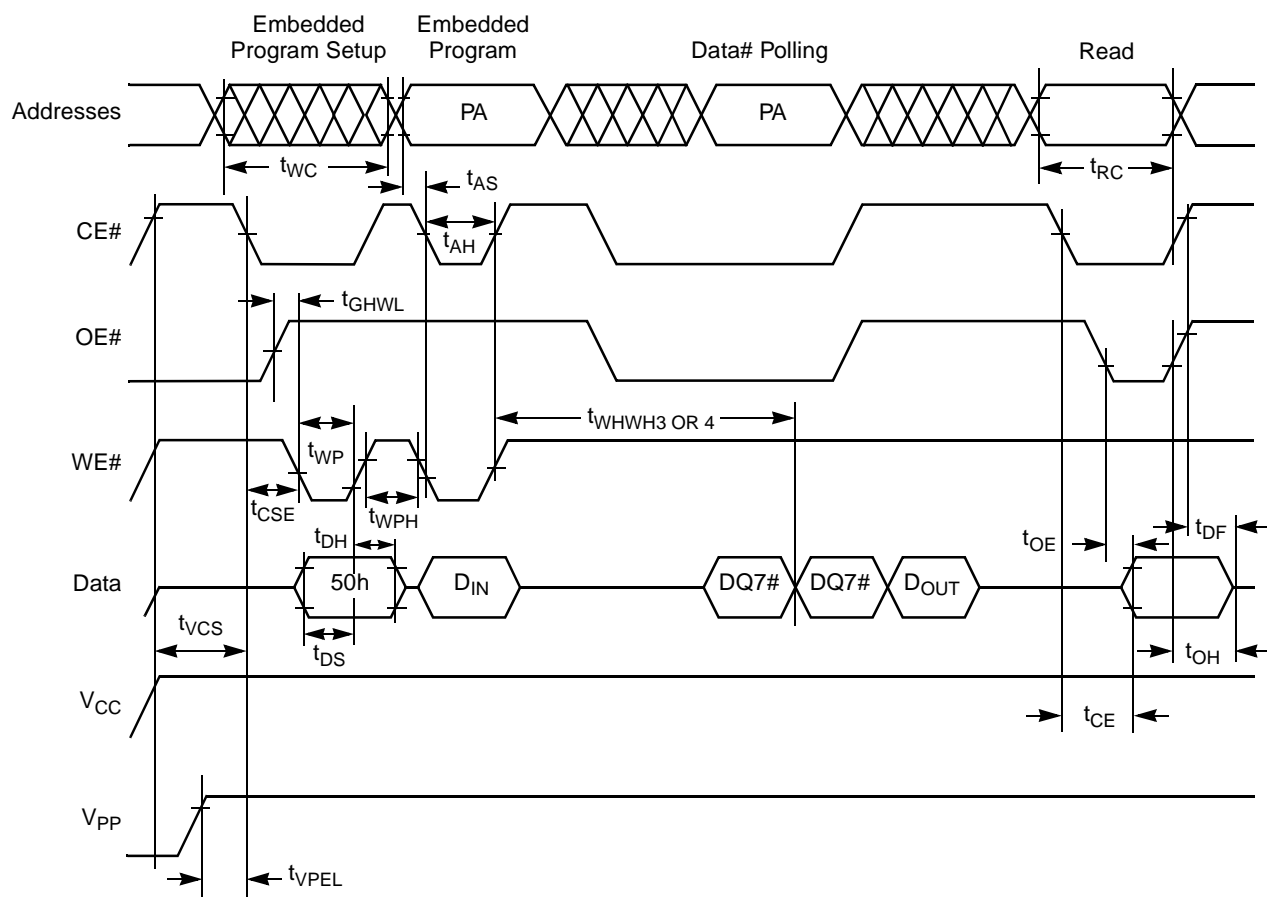 Embedded Program Setup
Embedded Program
Data# Polling
Read
Addresses
PA
PA
tWC
tAS
tRC
CE#
tAH
tGHWL
OE#
tWHWH3 OR 4
WE#
tWP
tCSE
tWPH
tDH
tOE
tDF
Data
50h
DIN
DQ7#
DQ7#
DOUT
tVCS
tDS
tOH
VCC
tCE
VPP
tVPEL